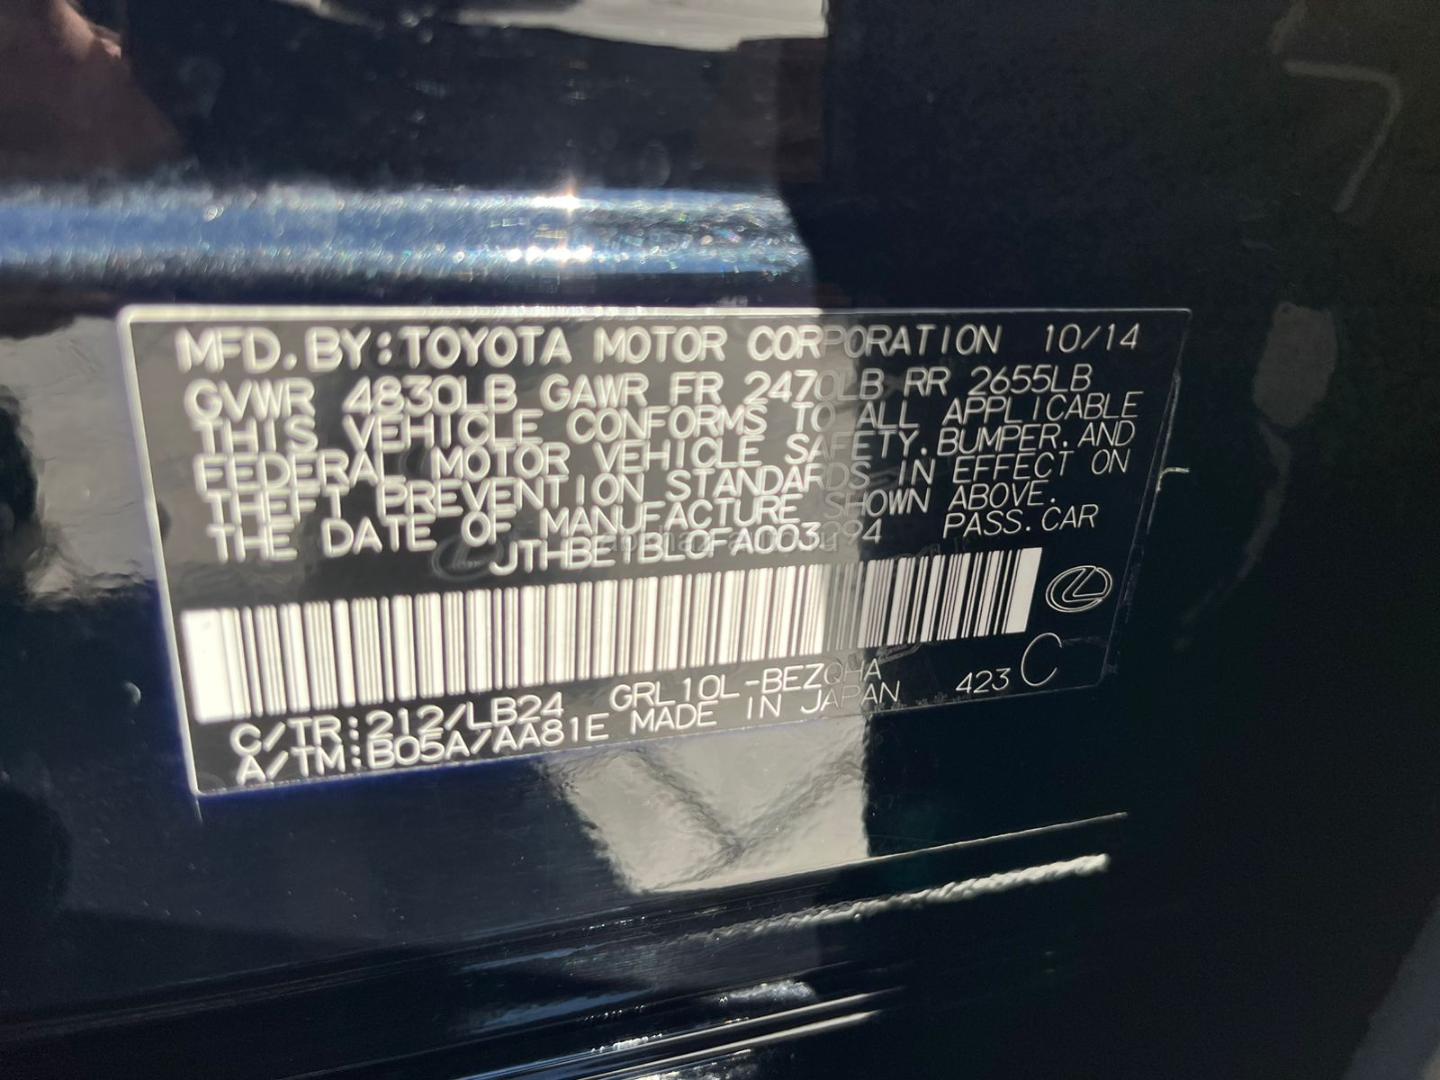 MFD.BY:TOYOTA MOTOR CORPORATION 10/14
GVWR 4830LB GAWR FR 2470LB RR 2655LB
THIS VEHICLE CONFORMS TO ALL APPLICABLE
FEDERAL MOTOR VEHICLE SAFETY,BUMPER,AND
THEFT PREVENTION STANDARDS IN EFFECT ON
THE DATE OF MANUFACTURE SHOWN ABOVE.
PASS.CAR
C/TR:212/LB24 GRL10L-BEZQHA
A/TM:B05A/AA81E MADE IN JAPAN 423 C